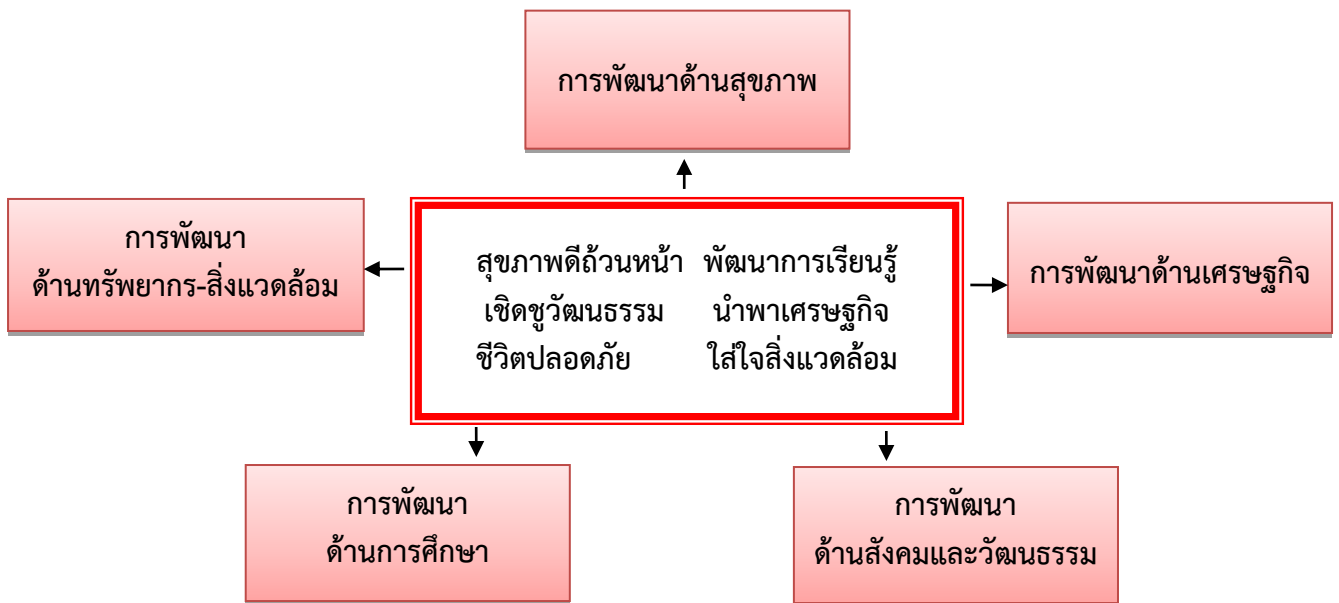 การพัฒนาด้านสุขภาพ
การพัฒนา
ด้านทรัพยากร-สิ่งแวดล้อม
สุขภาพดีถ้วนหน้า พัฒนาการเรียนรู้
เชิดชูวัฒนธรรม นำพาเศรษฐกิจ
ชีวิตปลอดภัย ใส่ใจสิ่งแวดล้อม
การพัฒนาด้านเศรษฐกิจ
การพัฒนา
ด้านการศึกษา
การพัฒนา
ด้านสังคมและวัฒนธรรม